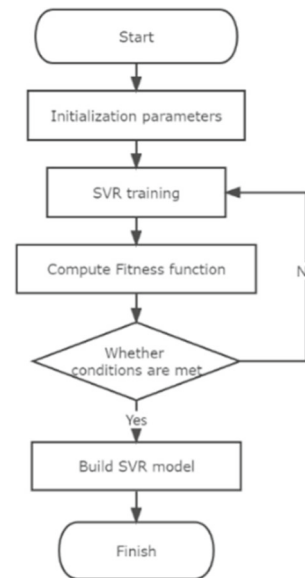 Start
Initialization parameters
SVR training
Compute Fitness function
N
Whether
conditions are met
Yes
Build SVR model
Finish